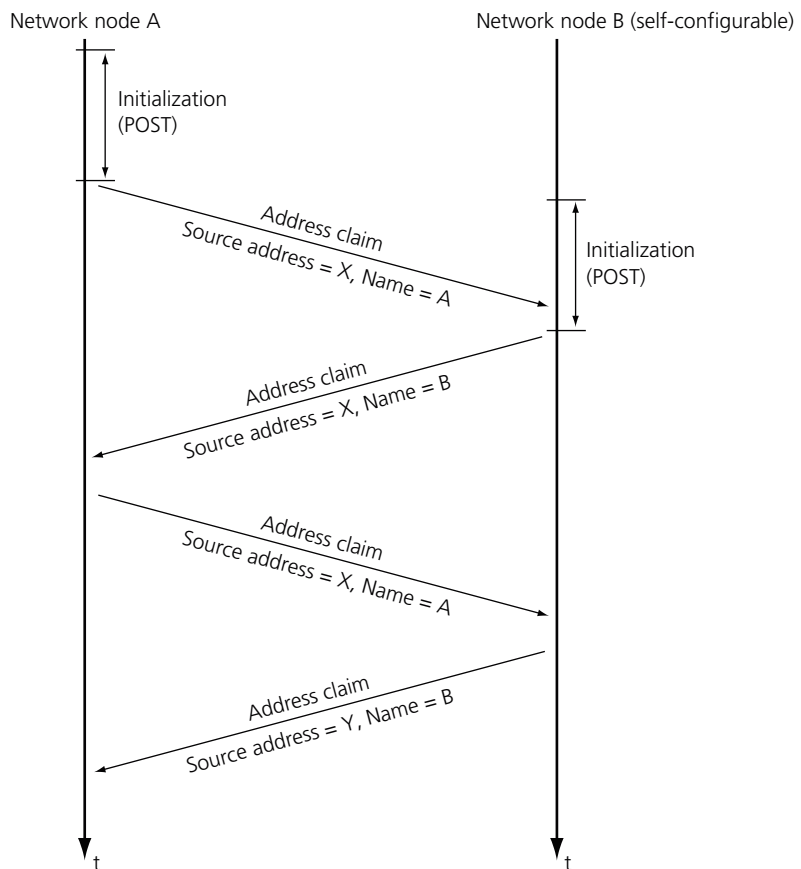 Network node A
Network node B (self-configurable)
Initialization
(POST)
Address claim
Source address = X, Name = A
Initialization
(POST)
Address claim
Source address = X, Name = B
Address claim
Source address = X, Name = A
Address claim
Source address = Y, Name = B
t
t